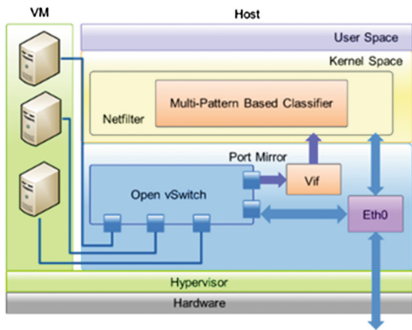 VM
Host
User Space
Kernel Space
Multi-Pattern Based Classifier
Netfilter
Port Mirror
Open vSwitch
Vif
Eth0
Hypervisor
Hardware